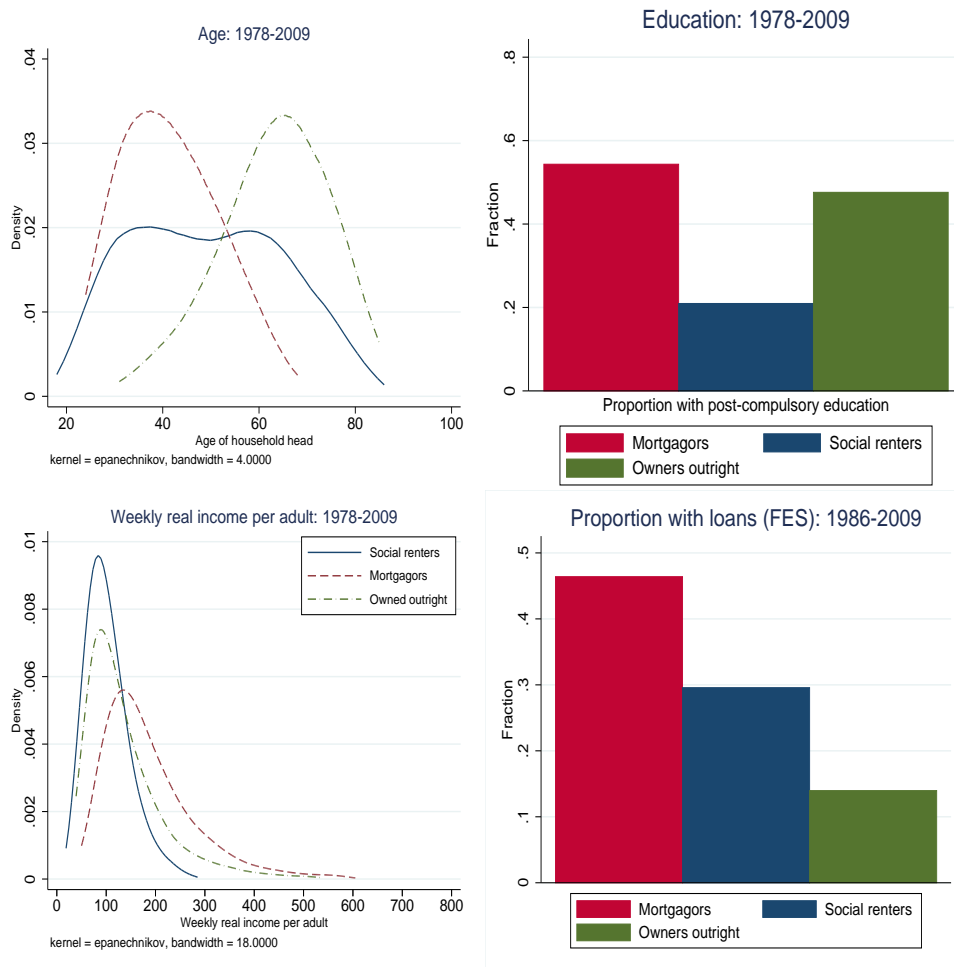 Age: 1978-2009
Density
0
.01
.02
.03
.04
20 40 60 80 100
Age of household head
kernel = epanechnikov, bandwidth = 4.0000
Education: 1978-2009
Fraction
0
.2
.4
.6
.8
Proportion with post-compulsory education
Mortgagors Social renters
Owners outright
Weekly real income per adult: 1978-2009
Density
0
.002
.004
.006
.008
.01
Social renters
Mortgagors
Owned outright
0 100 200 300 400 500 600 700 800
Weekly real income per adult
kernel = epanechnikov, bandwidth = 18.0000
Proportion with loans (FES): 1986-2009
Fraction
0
.1
.2
.3
.4
.5
Mortgagors Social renters
Owners outright